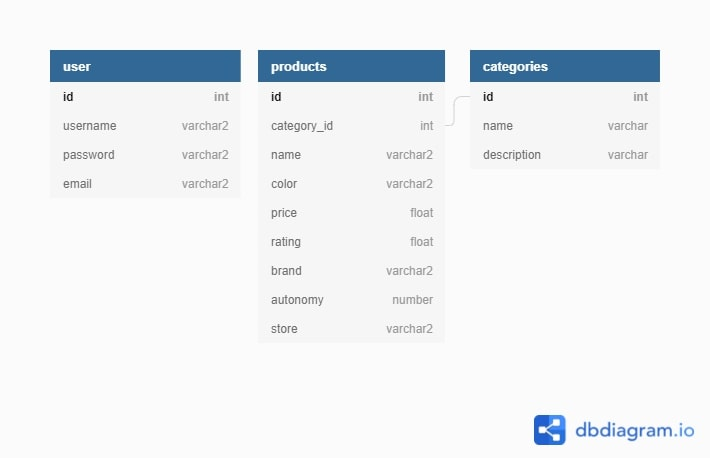 user
id int
username varchar2
password varchar2
email varchar2
products
id int
category_id int
name varchar2
color varchar2
price float
rating float
brand varchar2
autonomy number
store varchar2
categories
id int
name varchar
description varchar
dbdiagram.io